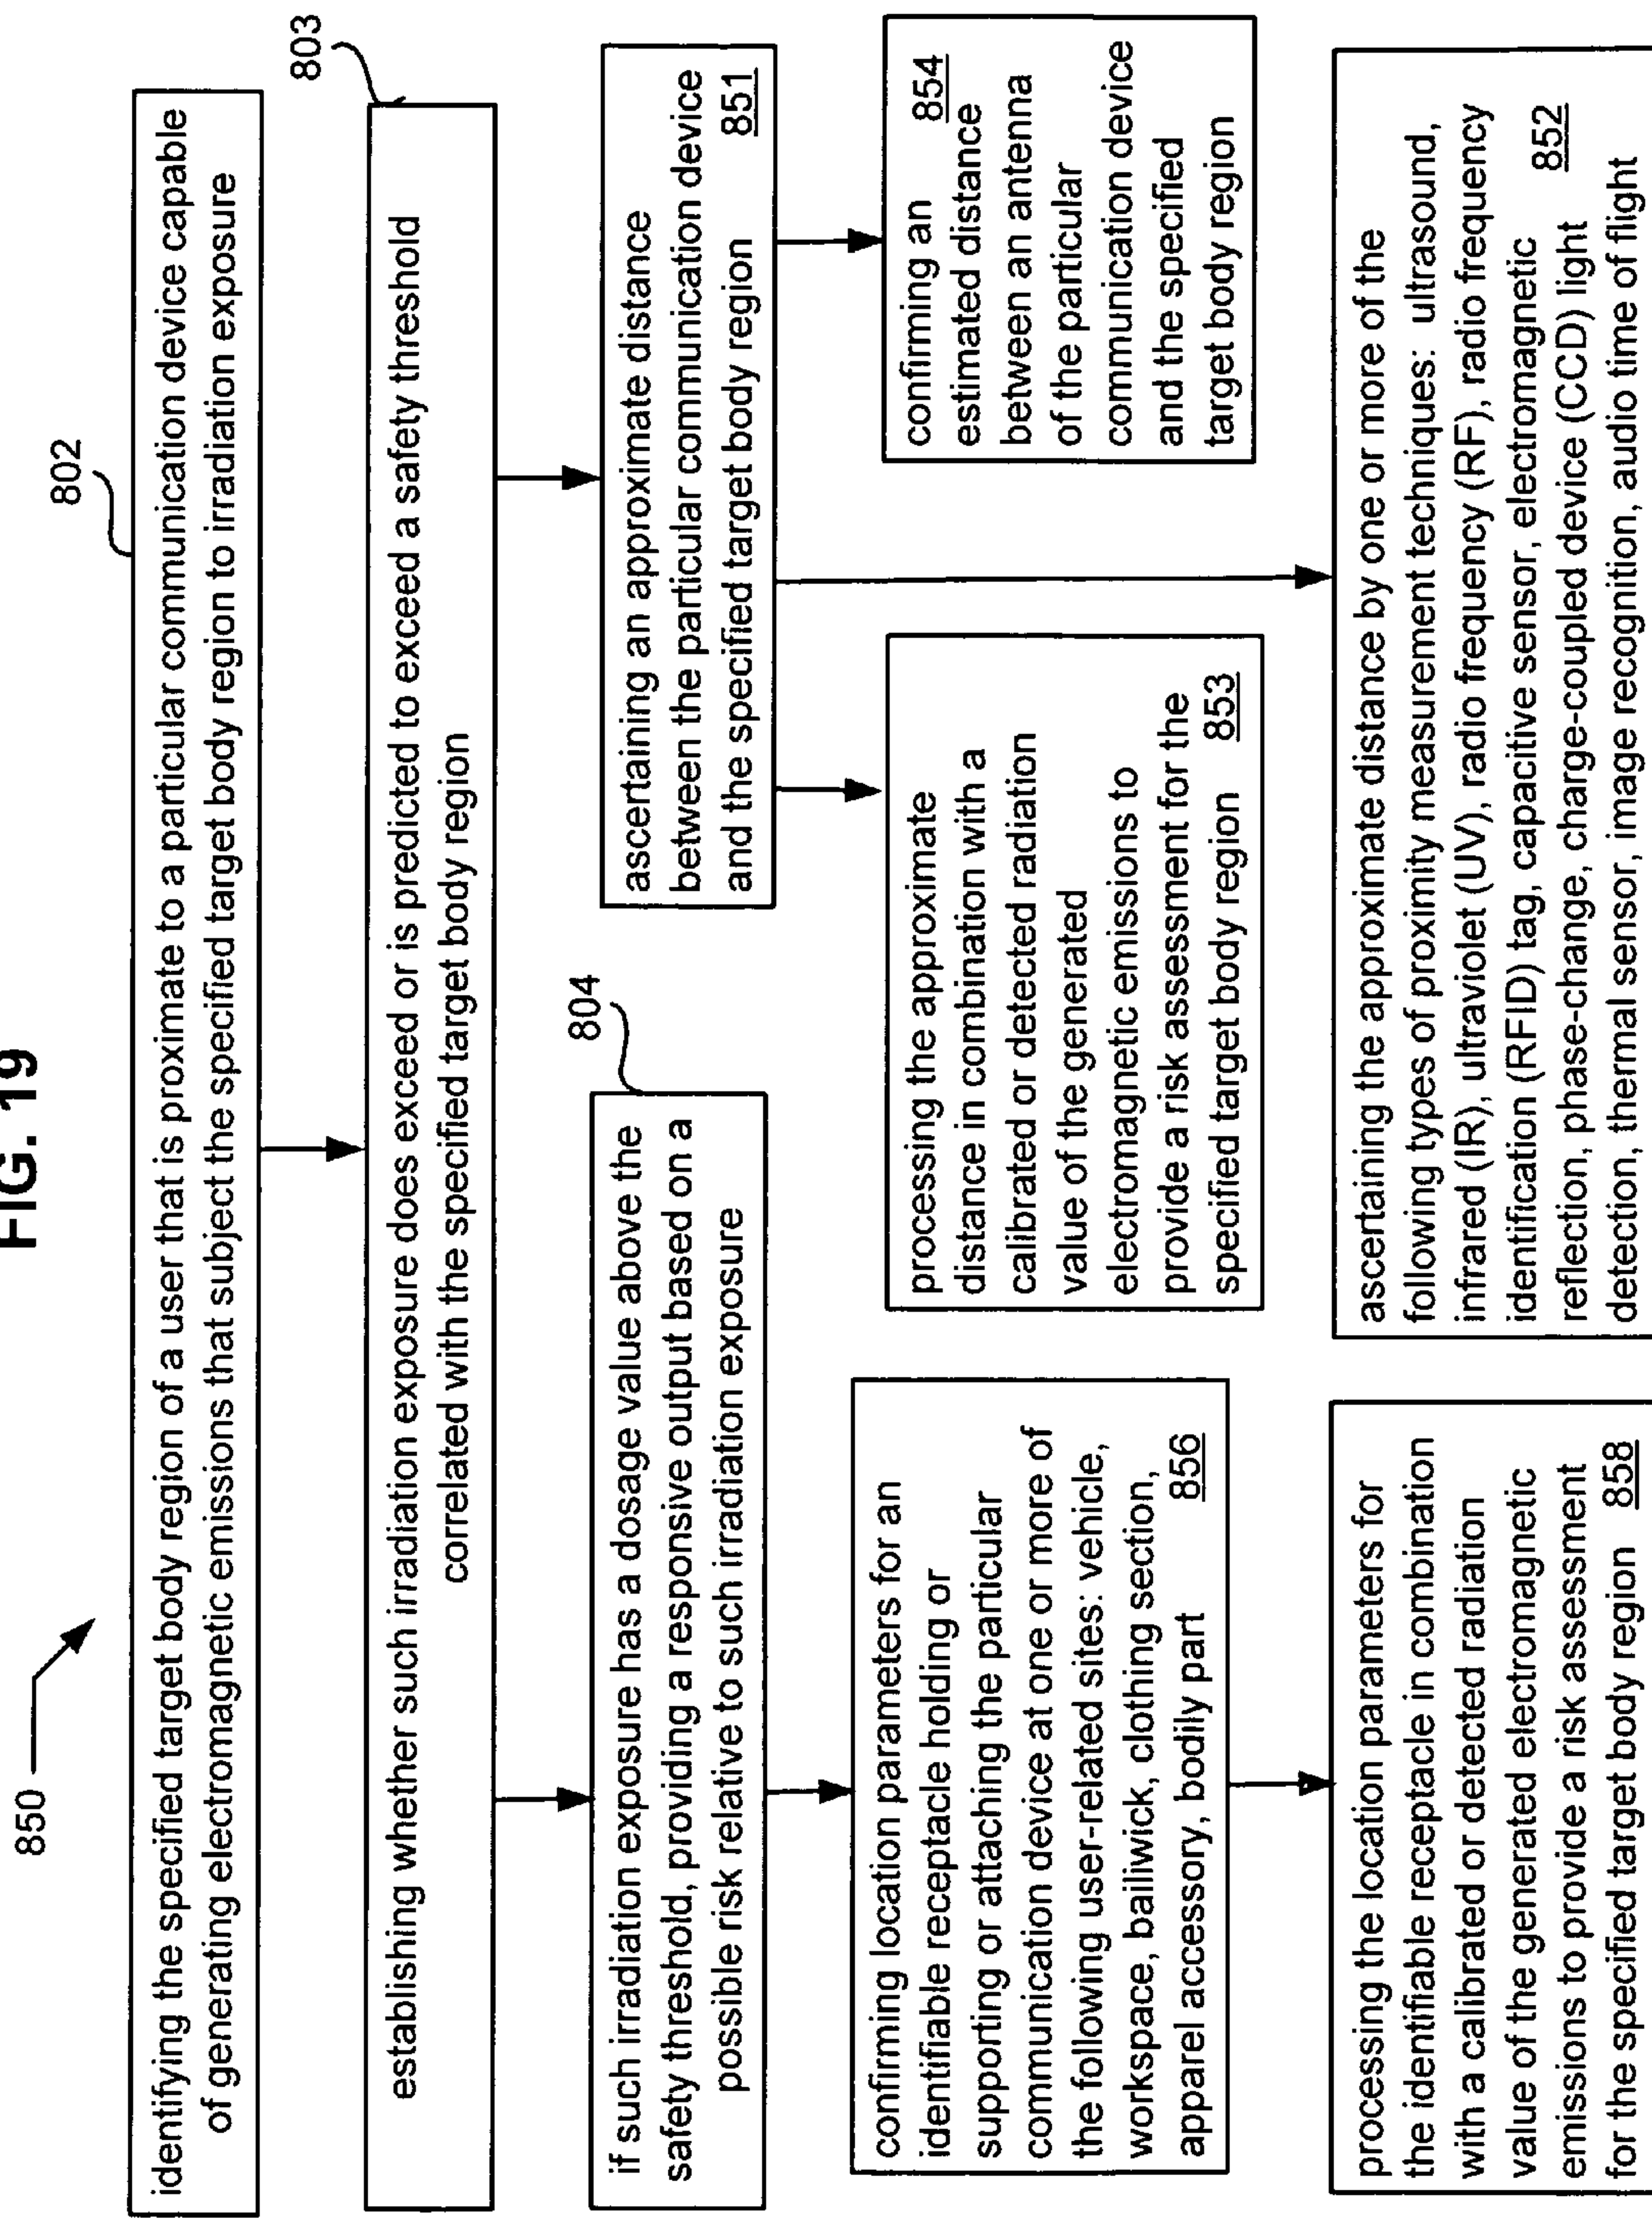 FIG. 19
850
802
identifying the specified target body region of a user that is proximate to a particular communication device capable
of generating electromagnetic emissions that subject the specified target body region to irradiation exposure
803
establishing whether such irradiation exposure does exceed or is predicted to exceed a safety threshold
correlated with the specified target body region
804
if such irradiation exposure has a dosage value above the
safety threshold, providing a responsive output based on a
possible risk relative to such irradiation exposure
ascertaining an approximate distance
between the particular communication device
and the specified target body region 851
confirming location parameters for an
identifiable receptacle holding or
supporting or attaching the particular
communication device at one or more of
the following user-related sites: vehicle,
workspace, bailiwick, clothing section,
apparel accessory, bodily part 856
processing the approximate
distance in combination with a
calibrated or detected radiation
value of the generated
electromagnetic emissions to
provide a risk assessment for the
specified target body region 853
confirming an 854
estimated distance
between an antenna
of the particular
communication device
and the specified
target body region
processing the location parameters for
the identifiable receptacle in combination
with a calibrated or detected radiation
value of the generated electromagnetic
emissions to provide a risk assessment
for the specified target body region 858
ascertaining the approximate distance by one or more of the
following types of proximity measurement techniques: ultrasound,
infrared (IR), ultraviolet (UV), radio frequency (RF), radio frequency
identification (RFID) tag, capacitive sensor, electromagnetic 852
reflection, phase-change, charge-coupled device (CCD) light
detection, thermal sensor, image recognition, audio time of flight